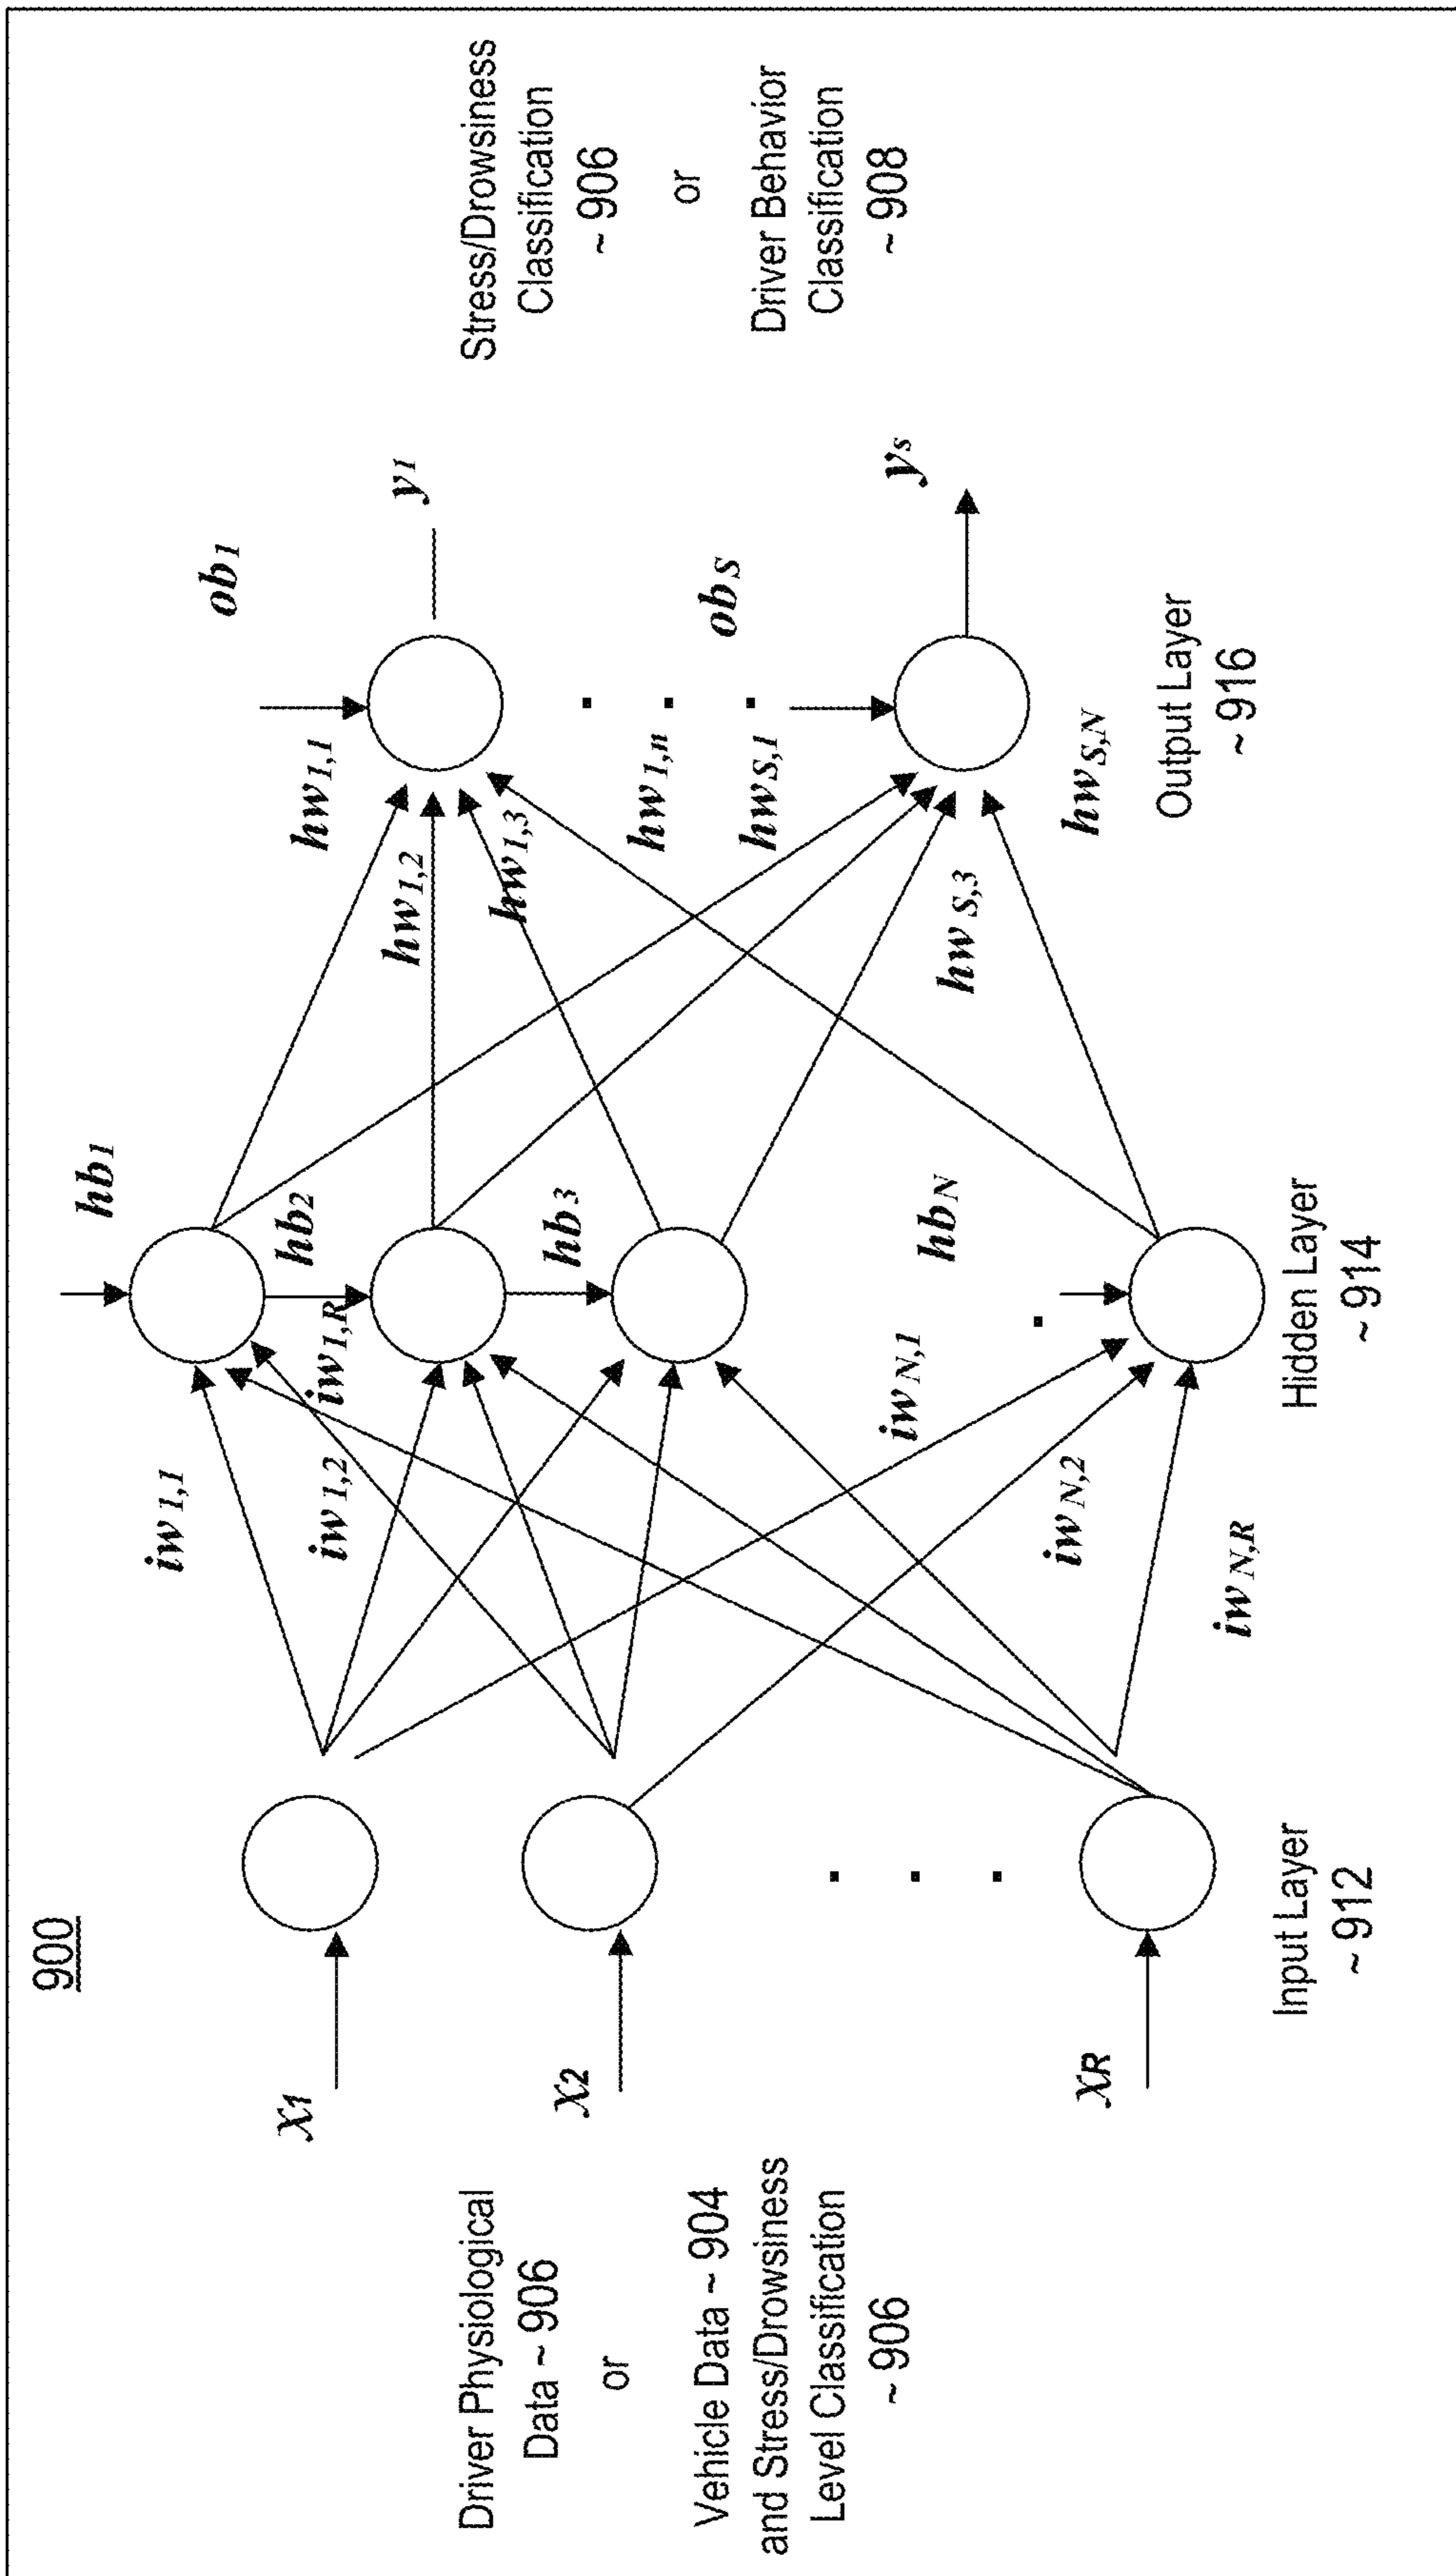 900
Driver Physiological
Data ~ 906
or
Vehicle Data ~ 904
and Stress/Drowsiness
Level Classification
~ 906
x1
x2
xR
Input Layer
~ 912
iw1,1
iw1,2
iw1,R
iwN,1
iwN,2
iwN,R
hb1
hb2
hb3
hbN
Hidden Layer
~ 914
hw1,1
hw1,2
hw1,3
hw1,n
hwS,1
hws,3
hwS,N
ob1
obS
Output Layer
~ 916
y1
ys
Stress/Drowsiness
Classification
~ 906
or
Driver Behavior
Classification
~ 908